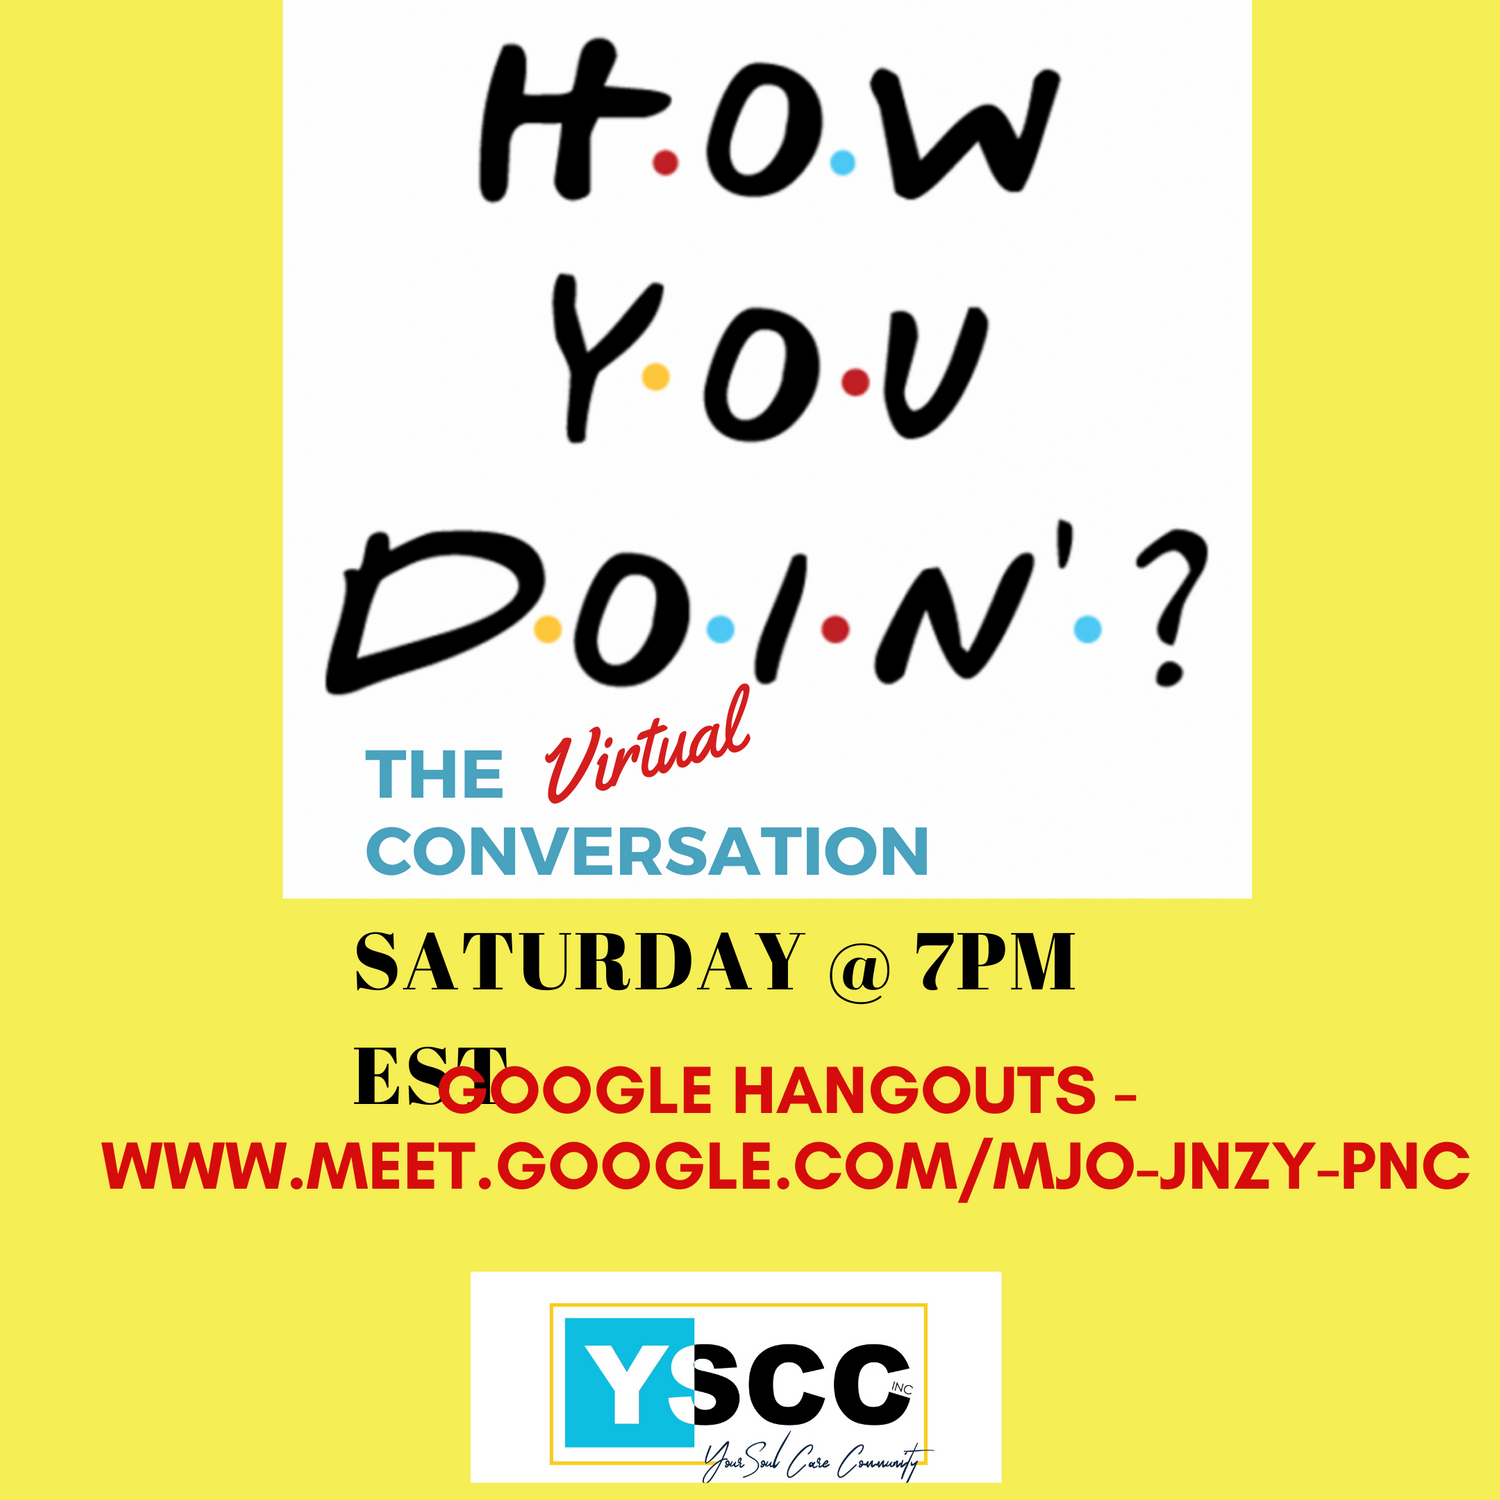 H.O.W
Y.O.U
D.O.I.N'.?
THE Virtual
CONVERSATION
SATURDAY @ 7PM
EST
GOOGLE HANGOUTS -
WWW.MEET.GOOGLE.COM/MJO-JNZY-PNC
YSCC INC
YourSoul Care Community